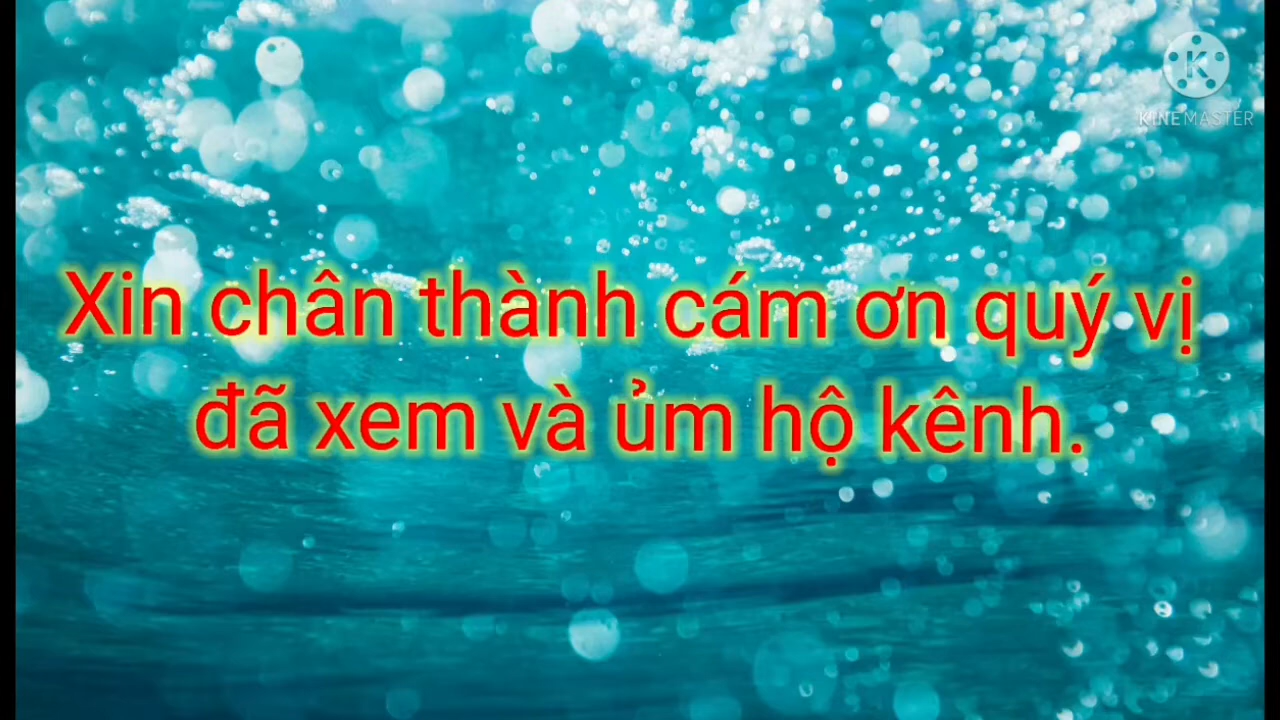 KINEMASTER
Xin chân thành cám ơn quý vị
đã xem và ủm hộ kênh.